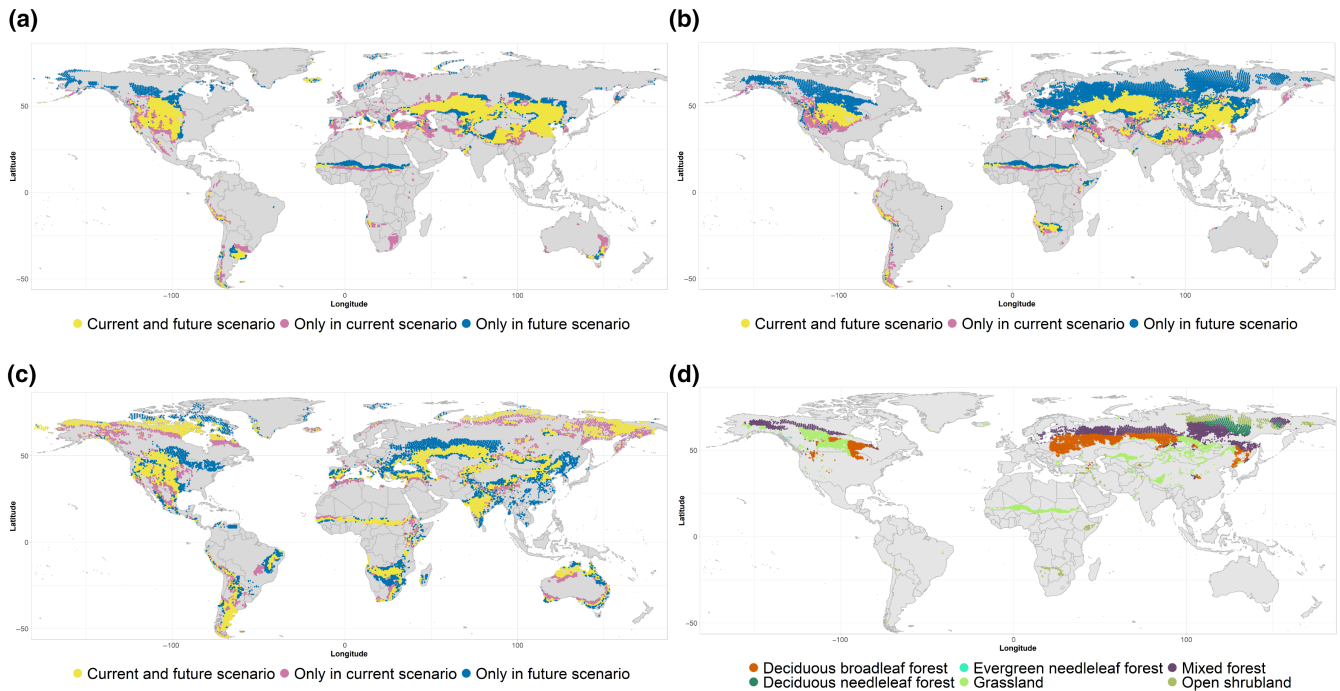 (a)
Latitude
50
0
−50
−100
0
100
Longitude
Current and future scenario Only in current scenario Only in future scenario
(b)
Latitude
50
0
−50
−100
0
100
Longitude
Current and future scenario Only in current scenario Only in future scenario
(c)
Latitude
50
0
−50
−100
0
100
Longitude
Current and future scenario Only in current scenario Only in future scenario
(d)
Latitude
50
0
−50
−100
0
100
Longitude
Deciduous broadleaf forest Evergreen needleleaf forest Mixed forest
Deciduous needleleaf forest Grassland Open shrubland